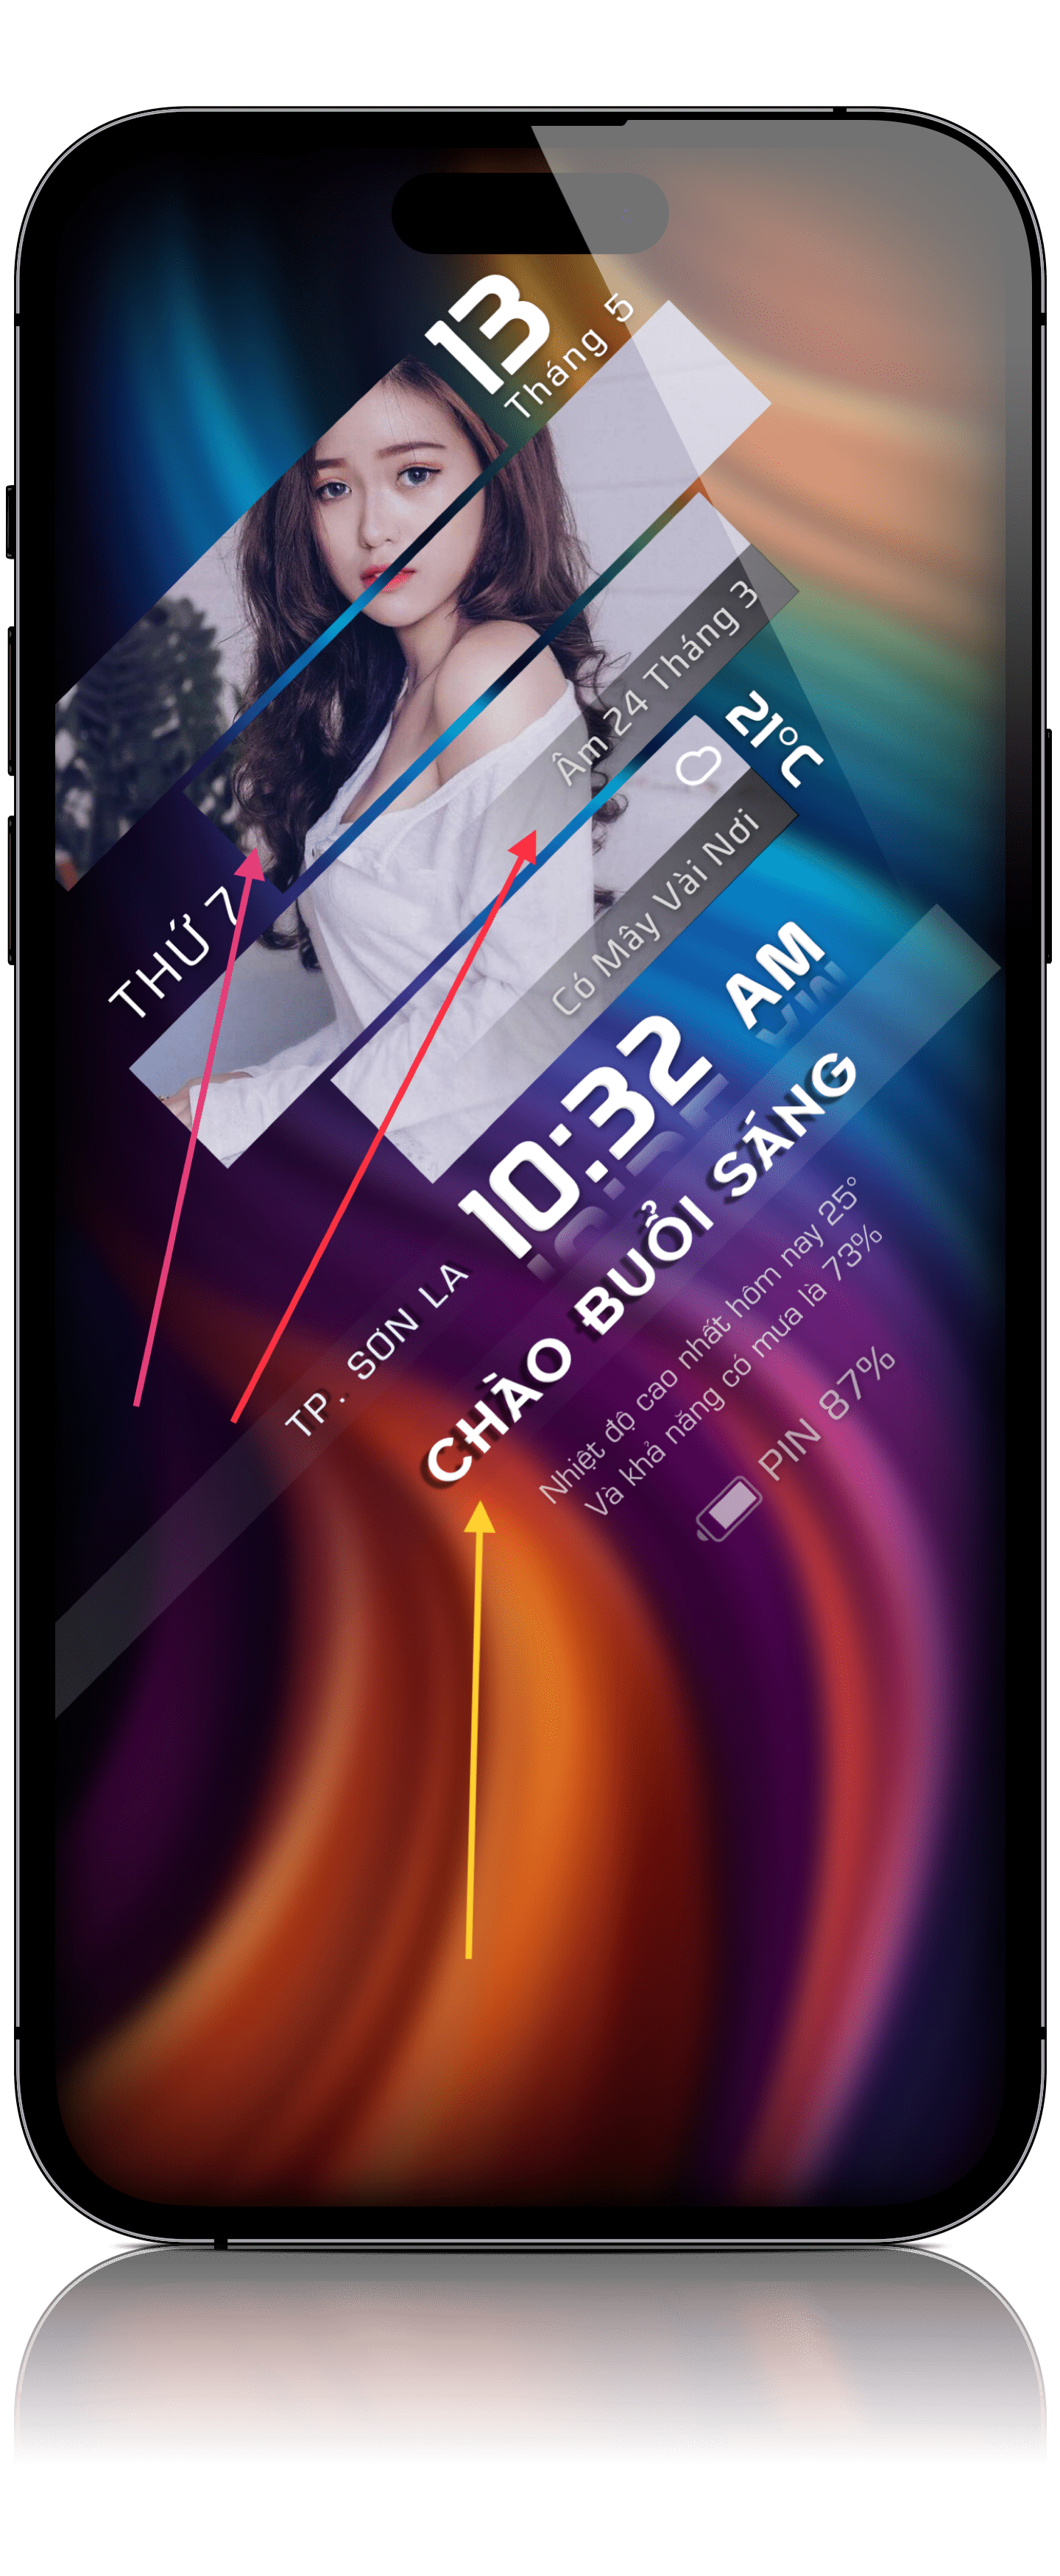 13
Tháng 5
THỨ 7
Âm 24 Tháng 3
21°C
Có Mây Vài Nơi
TP. SƠN LA
10:32 AM
CHÀO BUỔI SÁNG
Nhiệt độ cao nhất hôm nay 25°
Và khả năng có mưa là 73%
PIN 87%